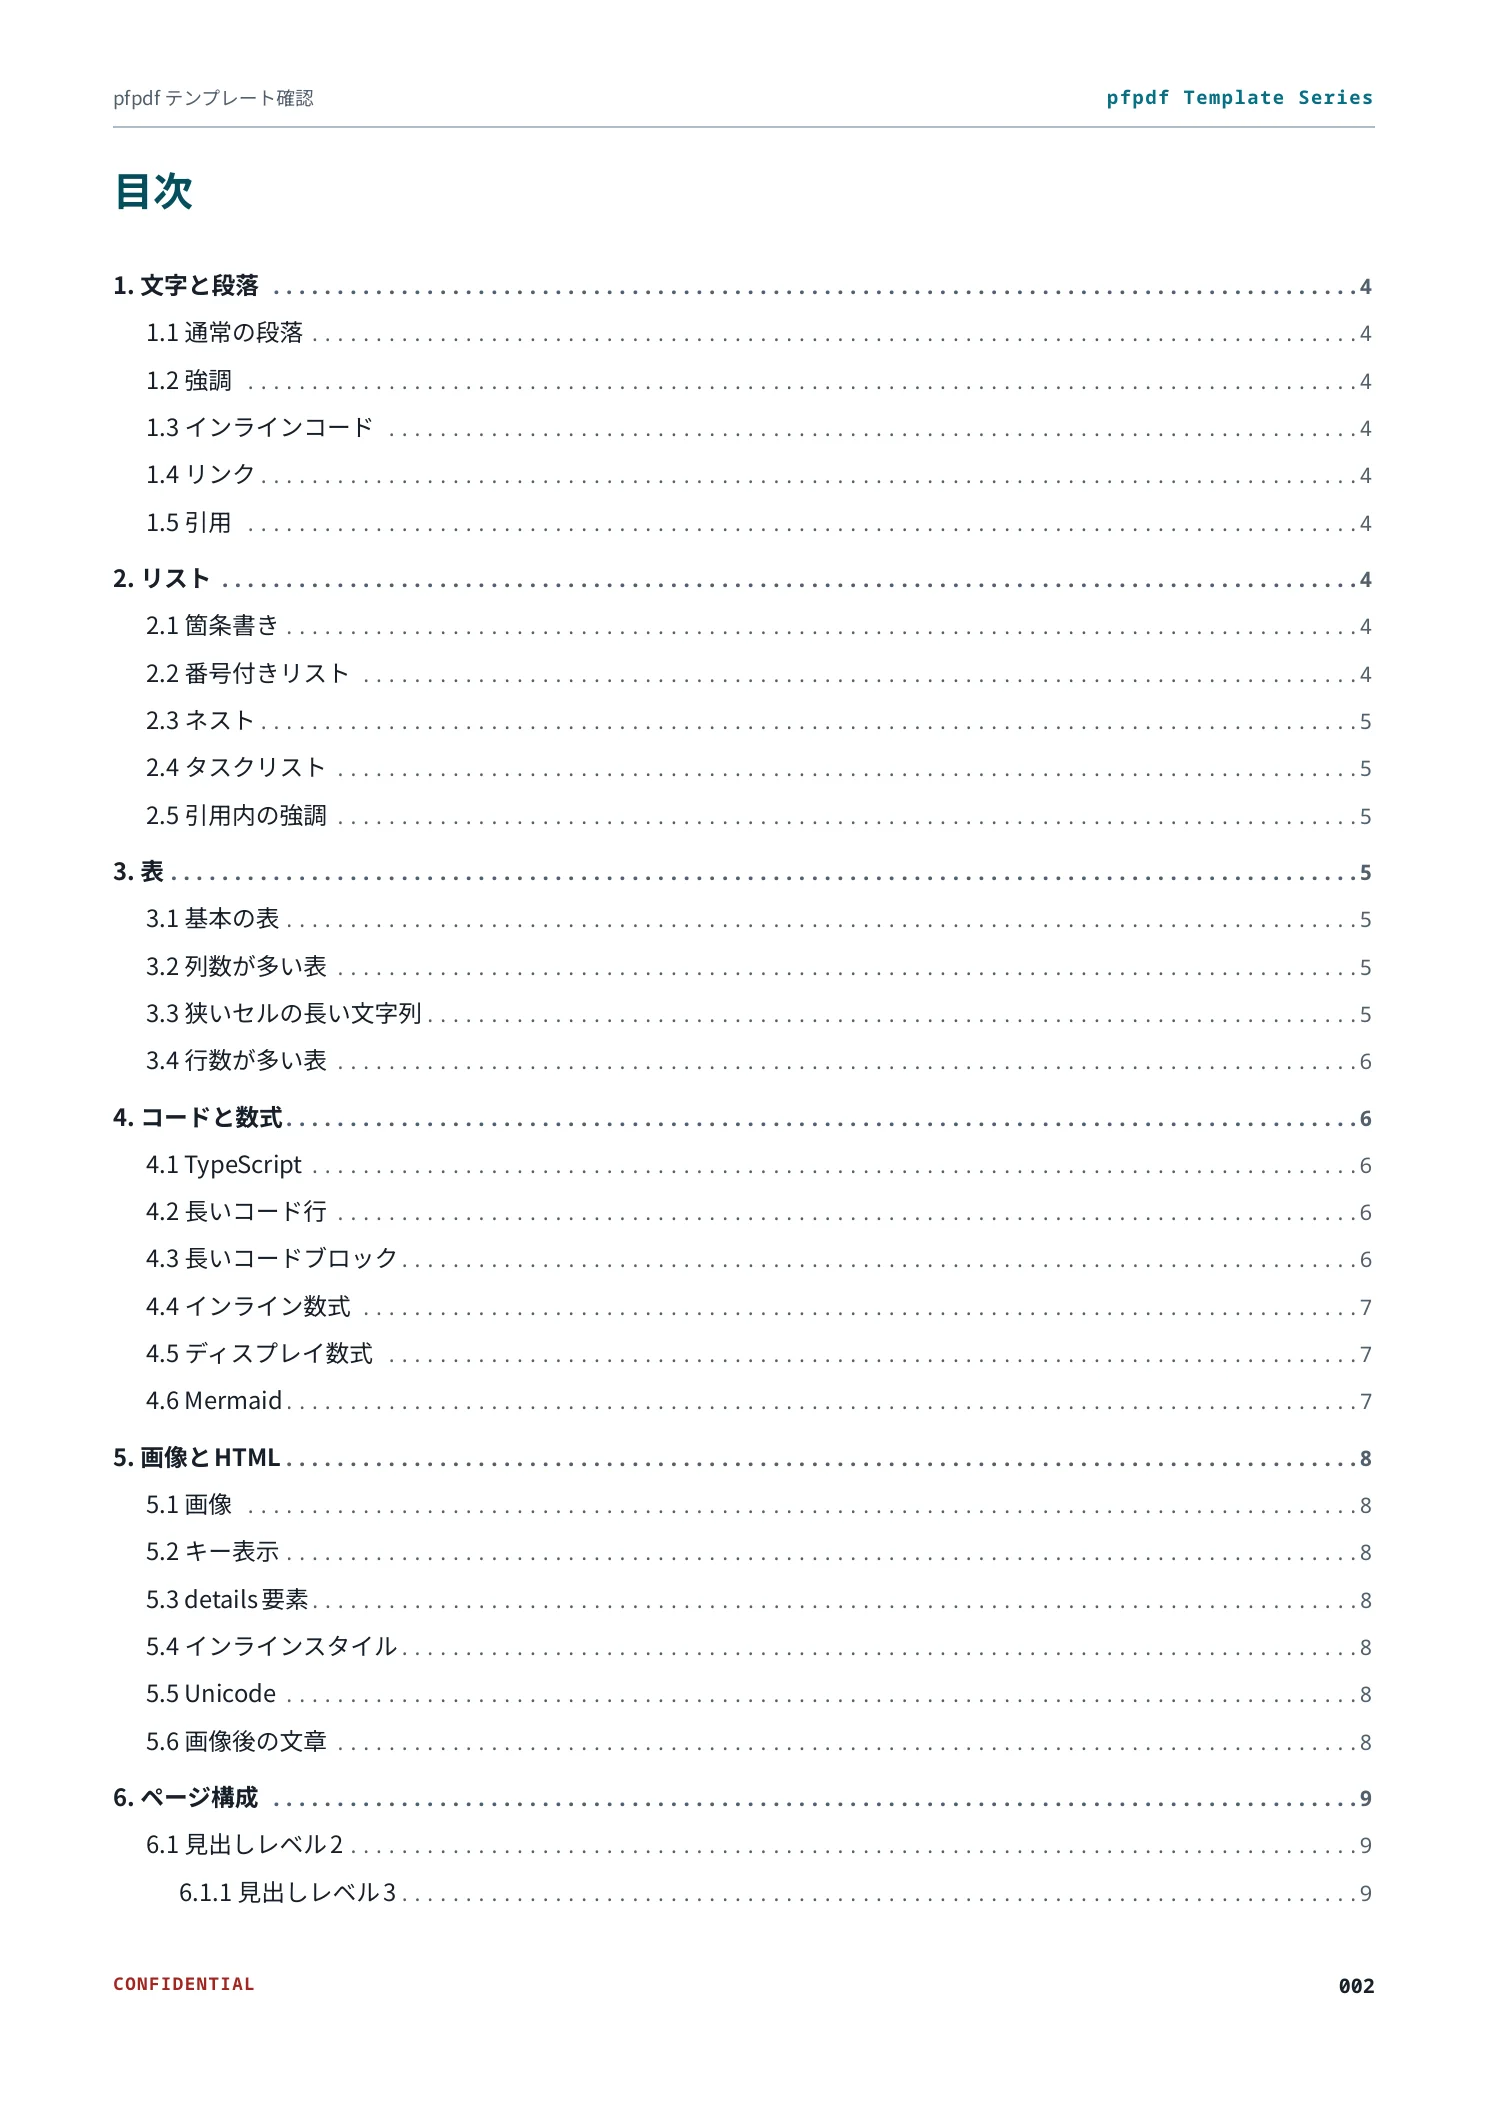 pfpdf テンプレート確認
pfpdf Template Series
目次
1. 文字と段落 4
1.1 通常の段落 4
1.2 強調 4
1.3 インラインコード 4
1.4 リンク 4
1.5 引用 4
2. リスト 4
2.1 箇条書き 4
2.2 番号付きリスト 4
2.3 ネスト 5
2.4 タスクリスト 5
2.5 引用内の強調 5
3. 表 5
3.1 基本の表 5
3.2 列数が多い表 5
3.3 狭いセルの長い文字列 5
3.4 行数が多い表 6
4. コードと数式 6
4.1 TypeScript 6
4.2 長いコード行 6
4.3 長いコードブロック 6
4.4 インライン数式 7
4.5 ディスプレイ数式 7
4.6 Mermaid 7
5. 画像と HTML 8
5.1 画像 8
5.2 キー表示 8
5.3 details 要素 8
5.4 インラインスタイル 8
5.5 Unicode 8
5.6 画像後の文章 8
6. ページ構成 9
6.1 見出しレベル 2 9
6.1.1 見出しレベル 3 9
CONFIDENTIAL
002